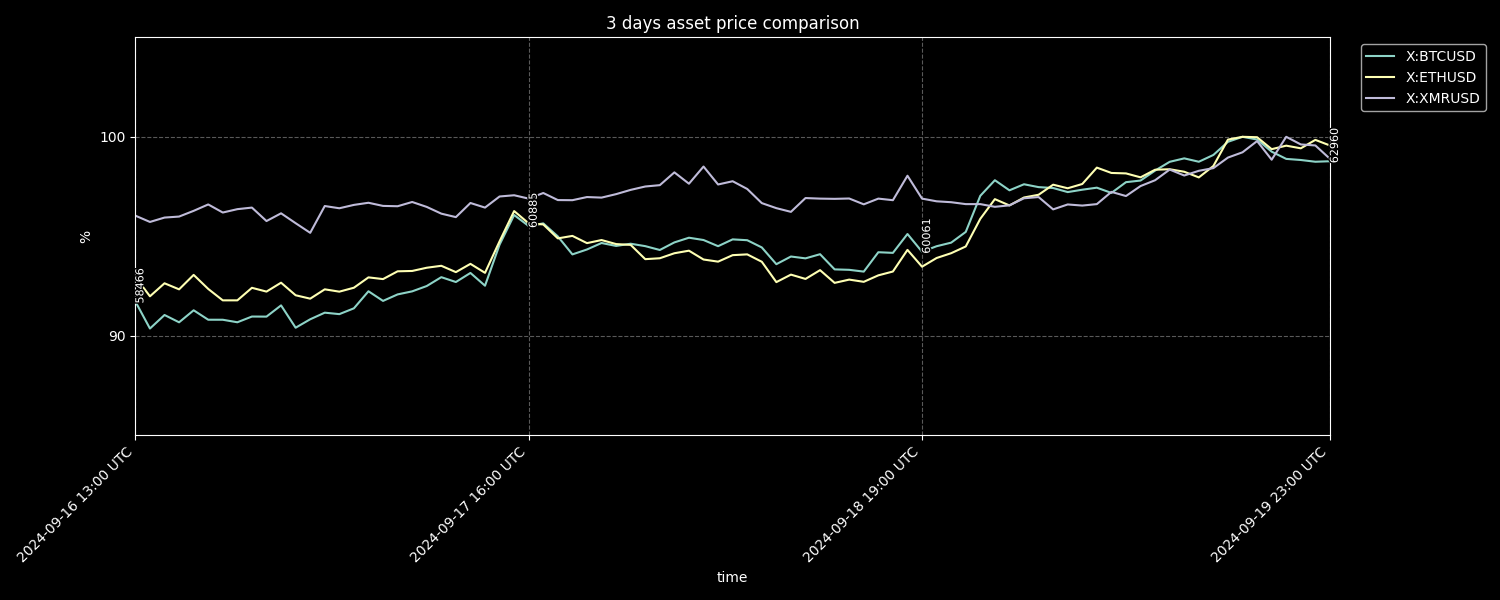 3 days asset price comparison
X:BTCUSD
X:ETHUSD
X:XMRUSD
100
90
%
58466
60885
60061
62960
2024-09-16 13:00 UTC
2024-09-17 16:00 UTC
2024-09-18 19:00 UTC
2024-09-19 23:00 UTC
time